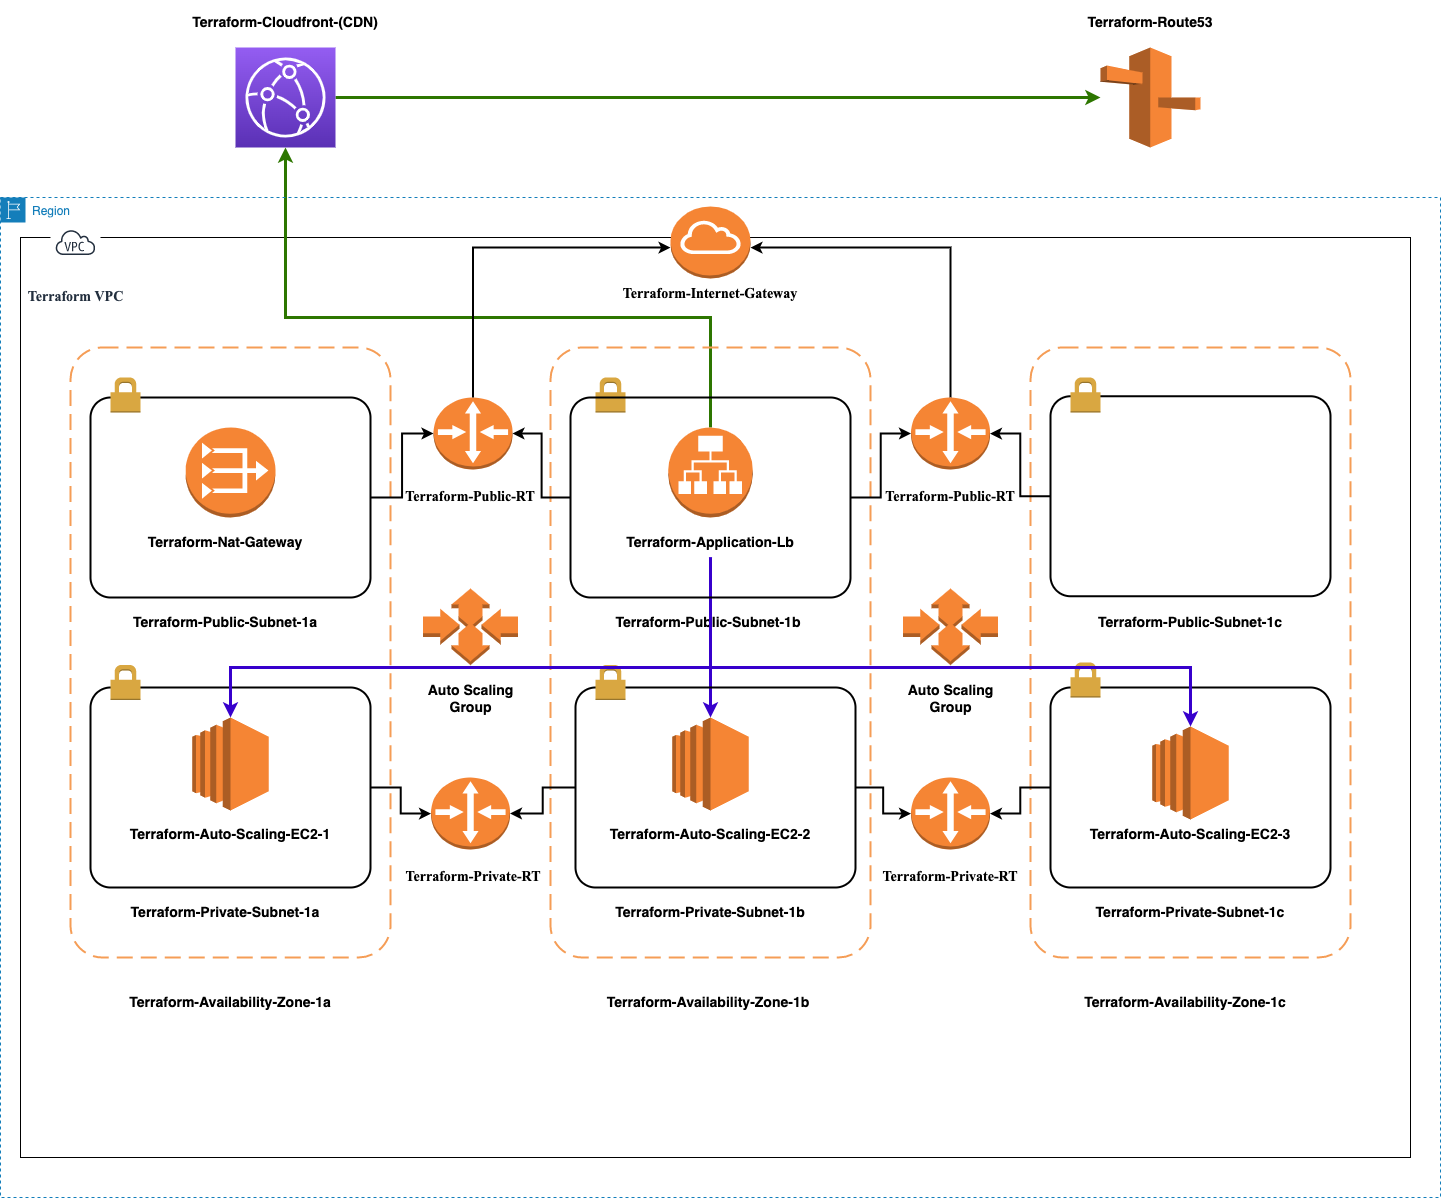 Terraform-Cloudfront-(CDN)
Terraform-Route53
Region
VPC
Terraform VPC
Terraform-Internet-Gateway
Terraform-Nat-Gateway
Terraform-Public-RT
Terraform-Application-Lb
Terraform-Public-RT
Terraform-Public-Subnet-1a
Terraform-Public-Subnet-1b
Terraform-Public-Subnet-1c
Auto Scaling
Group
Auto Scaling
Group
Terraform-Auto-Scaling-EC2-1
Terraform-Auto-Scaling-EC2-2
Terraform-Auto-Scaling-EC2-3
Terraform-Private-RT
Terraform-Private-RT
Terraform-Private-Subnet-1a
Terraform-Private-Subnet-1b
Terraform-Private-Subnet-1c
Terraform-Availability-Zone-1a
Terraform-Availability-Zone-1b
Terraform-Availability-Zone-1c